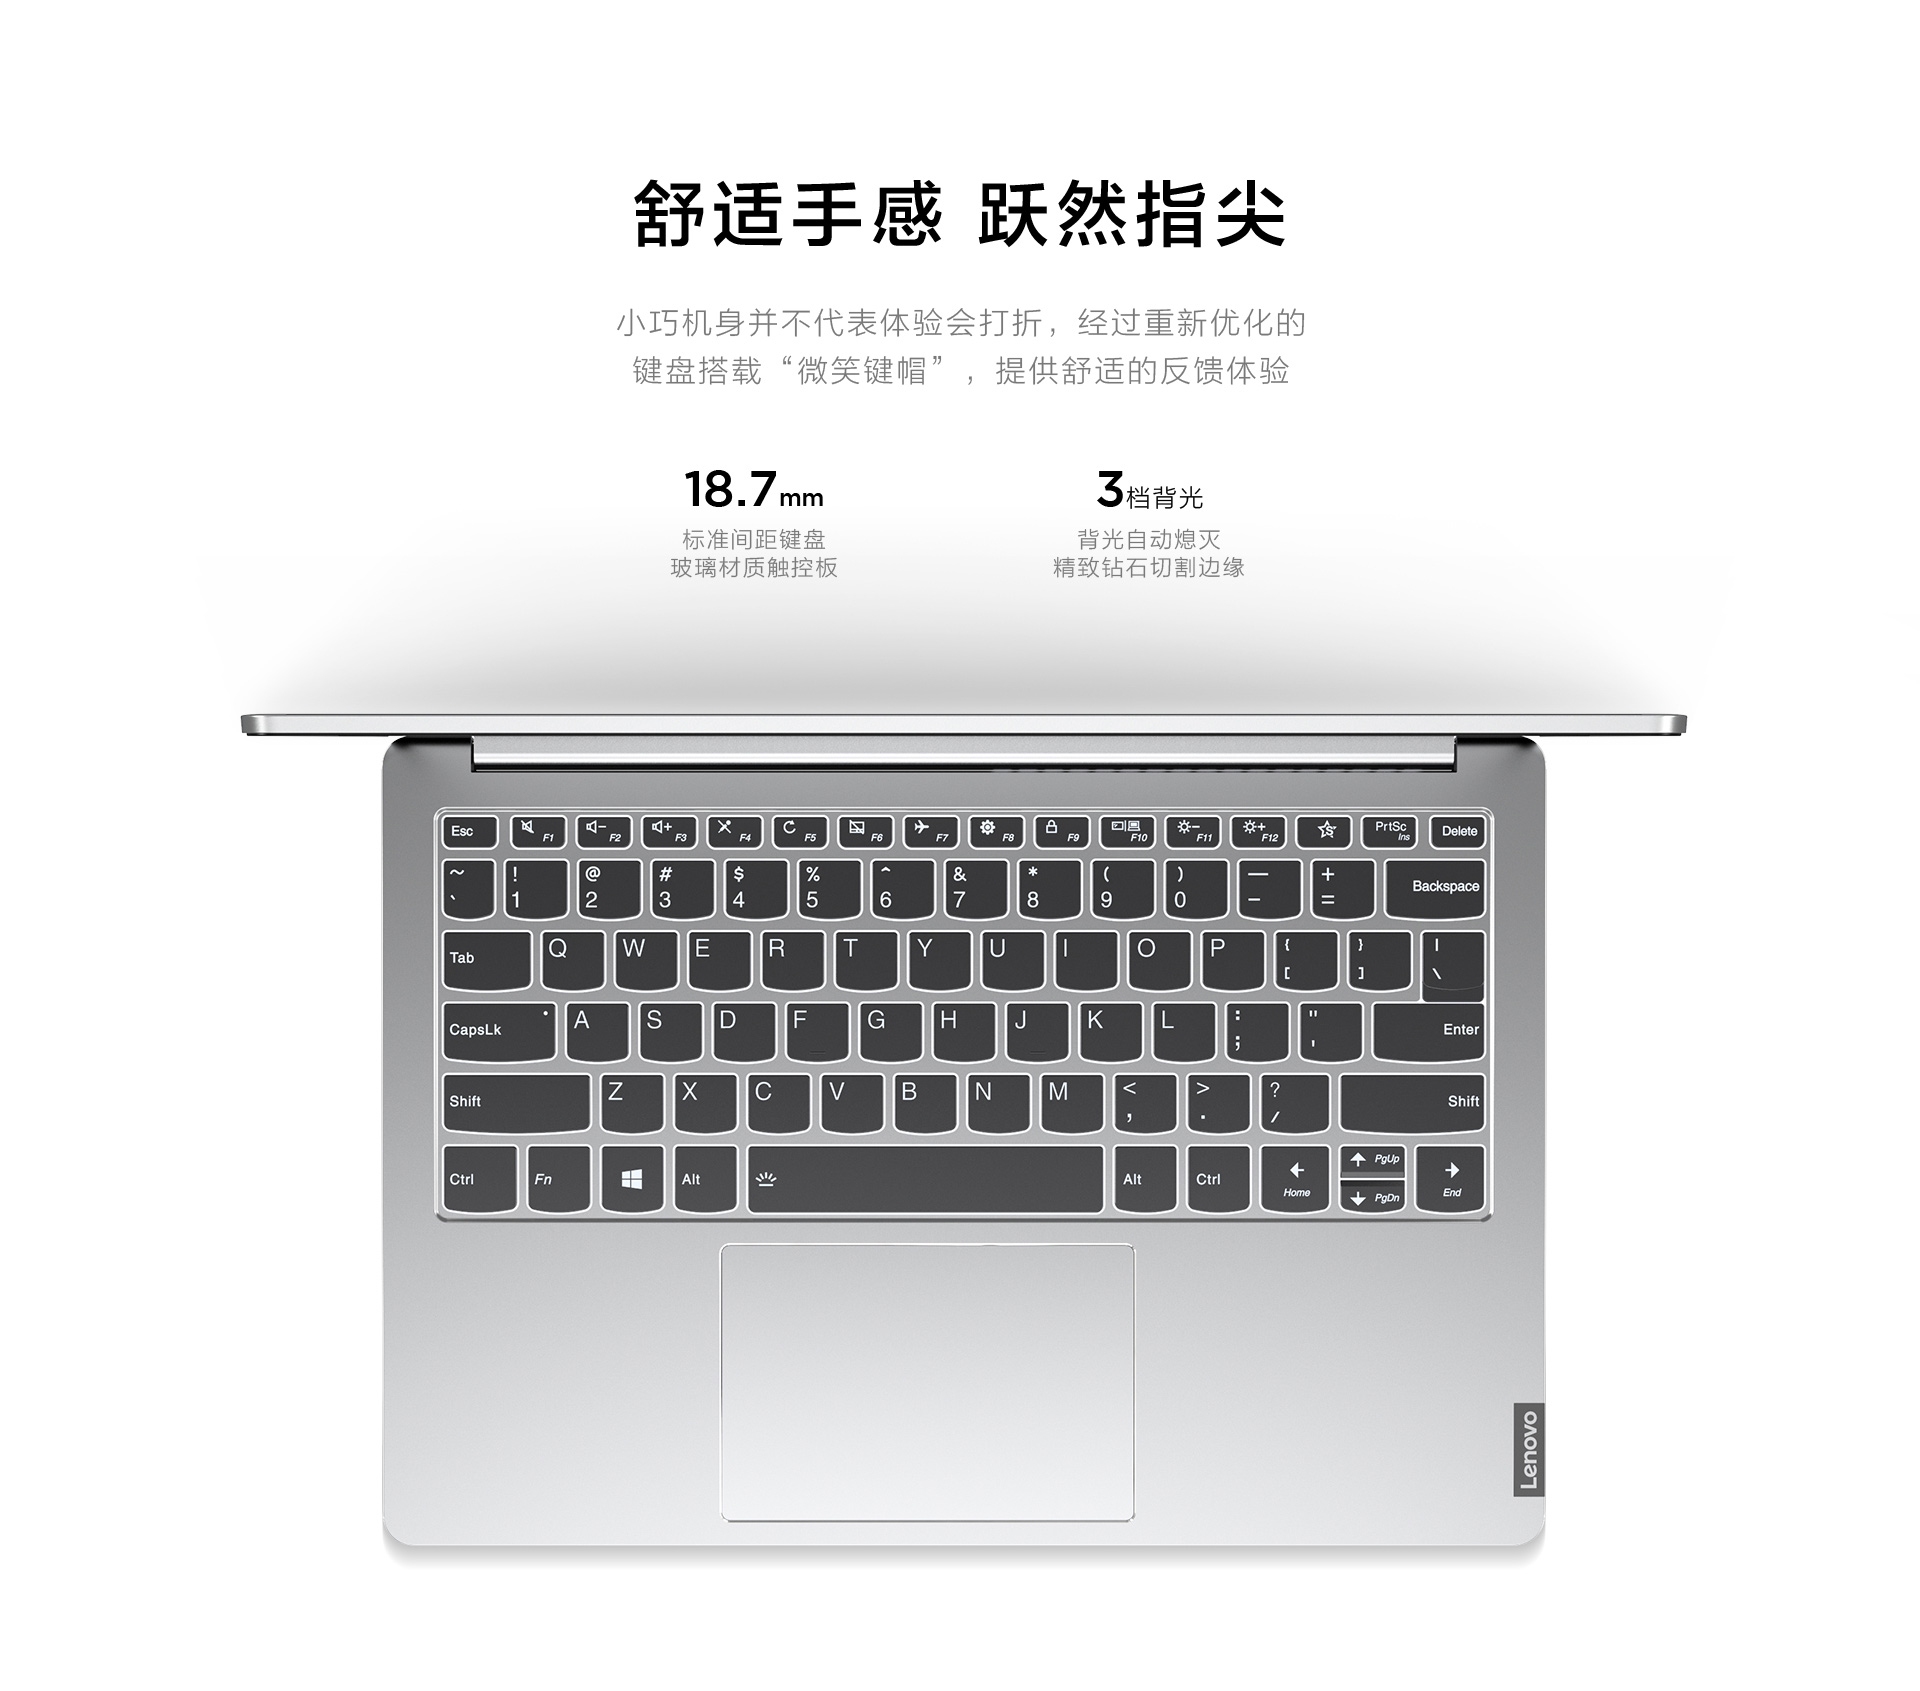 舒适手感 跃然指尖
小巧机身并不代表体验会打折，经过重新优化的
键盘搭载“微笑键帽”，提供舒适的反馈体验
18.7mm
标准间距键盘
玻璃材质触控板
3档背光
背光自动熄灭
精致钻石切割边缘
Esc F1 F2 F3 F4 F5 F6 F7 F8 F9 F10 F11 F12 PrtSc Ins Delete
~ ! @ # $ % ^ & * ( ) — +
` 1 2 3 4 5 6 7 8 9 0 - = Backspace
Tab Q W E R T Y U I O P { [ } ] | \
CapsLk A S D F G H J K L : ; " ' Enter
Shift Z X C V B N M < , > . ? / Shift
Ctrl Fn Alt Alt Ctrl Home PgUp PgDn End
Lenovo